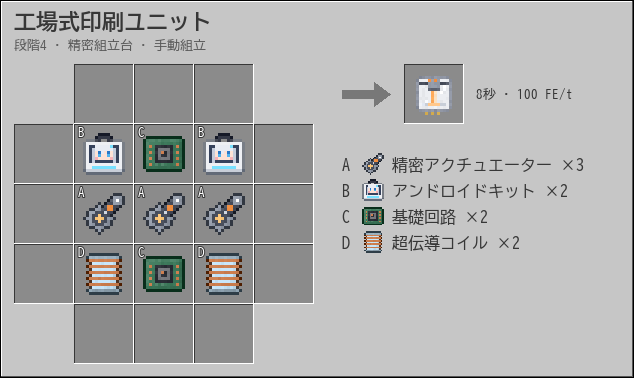 工場式印刷ユニット
段階4 · 精密組立台 · 手動組立
8秒 · 100 FE/t
B C B
A A A
D C D
A 精密アクチュエーター ×3
B アンドロイドキット ×2
C 基礎回路 ×2
D 超伝導コイル ×2